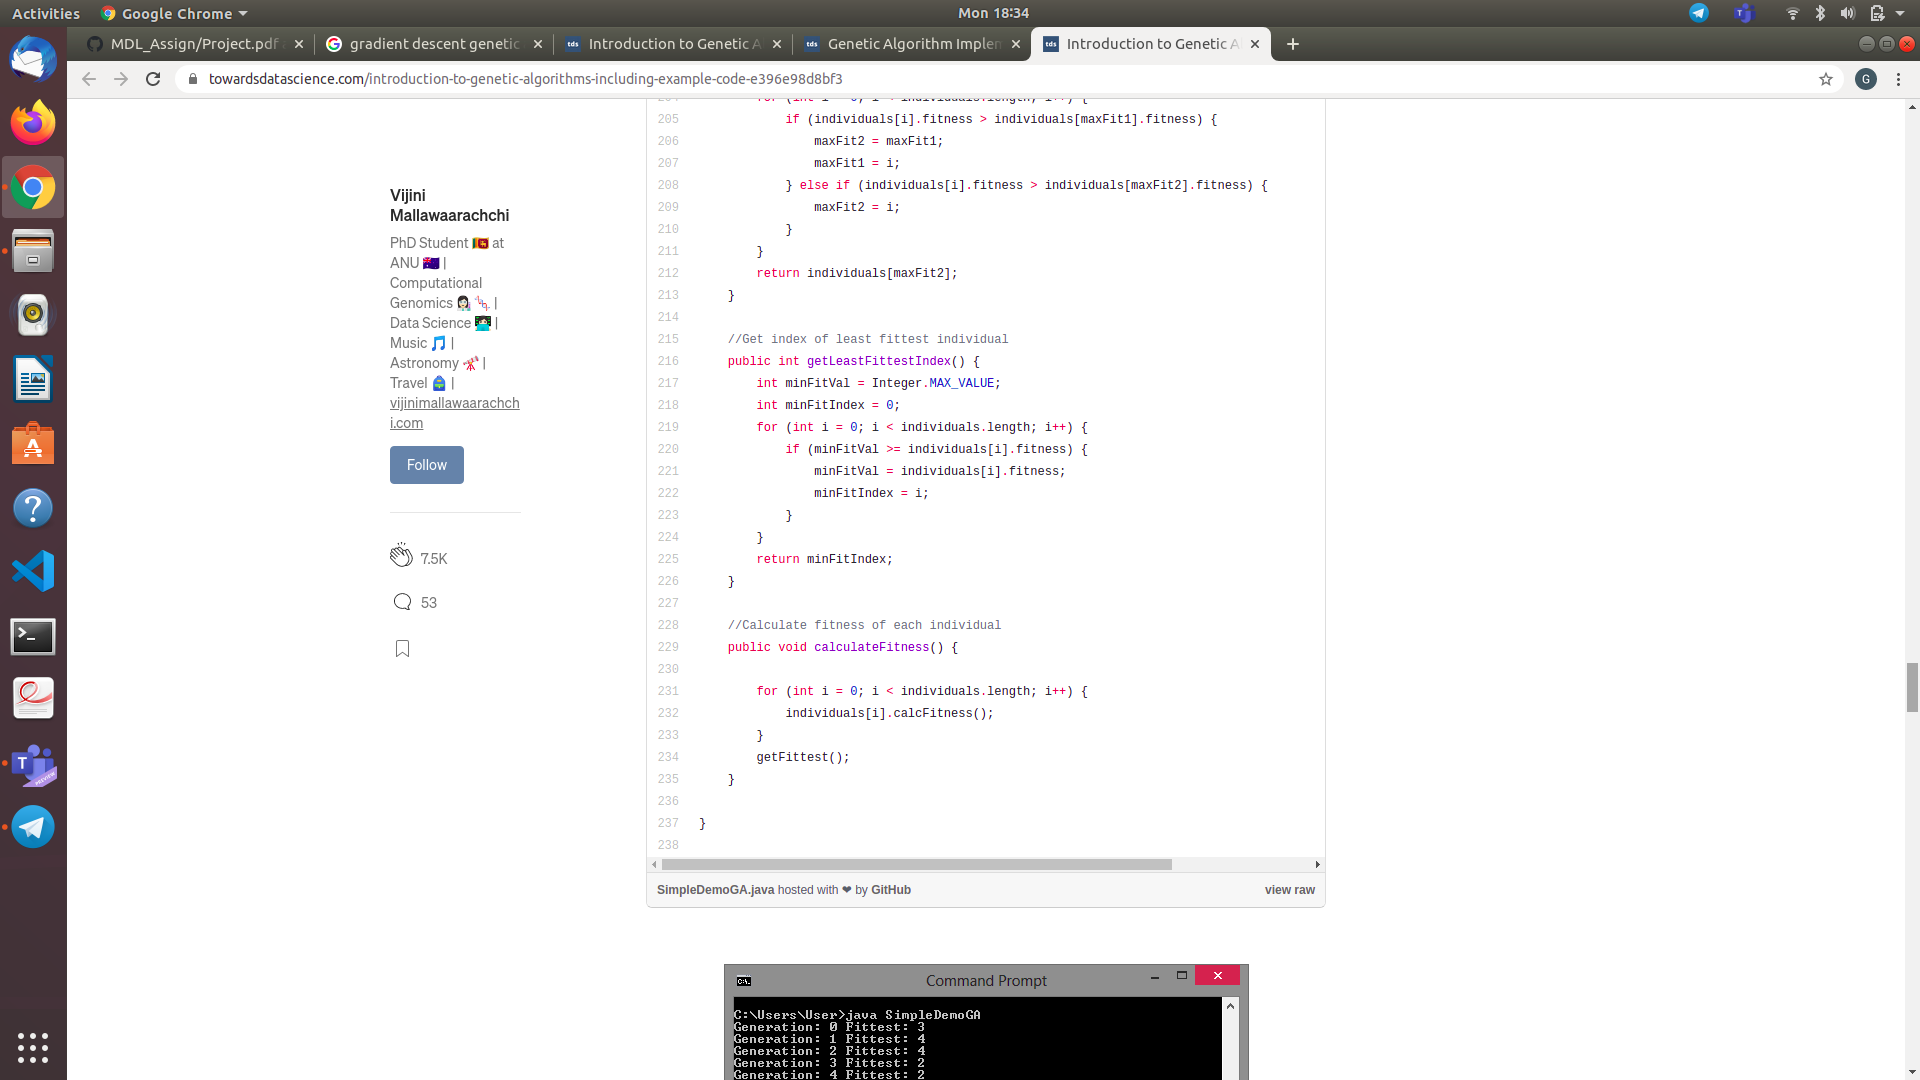 Activities Google Chrome Mon 18:34
MDL_Assign/Project.pdf gradient descent genetic Introduction to Genetic A Genetic Algorithm Implem Introduction to Genetic Al
towardsdatascience.com/introduction-to-genetic-algorithms-including-example-code-e396e98d8bf3 G
Vijini
Mallawaarachchi
PhD Student at
ANU |
Computational
Genomics |
Data Science |
Music |
Astronomy |
Travel |
vijinimallawaarachch
i.com
Follow
7.5K
53
205 if (individuals[i].fitness > individuals[maxFit1].fitness) {
206 maxFit2 = maxFit1;
207 maxFit1 = i;
208 } else if (individuals[i].fitness > individuals[maxFit2].fitness) {
209 maxFit2 = i;
210 }
211 }
212 return individuals[maxFit2];
213 }
214
215 //Get index of least fittest individual
216 public int getLeastFittestIndex() {
217 int minFitVal = Integer.MAX_VALUE;
218 int minFitIndex = 0;
219 for (int i = 0; i < individuals.length; i++) {
220 if (minFitVal >= individuals[i].fitness) {
221 minFitVal = individuals[i].fitness;
222 minFitIndex = i;
223 }
224 }
225 return minFitIndex;
226 }
227
228 //Calculate fitness of each individual
229 public void calculateFitness() {
230
231 for (int i = 0; i < individuals.length; i++) {
232 individuals[i].calcFitness();
233 }
234 getFittest();
235 }
236
237 }
238
SimpleDemoGA.java hosted with ❤ by GitHub view raw
Command Prompt
C:\Users\User>java SimpleDemoGA
Generation: 0 Fittest: 3
Generation: 1 Fittest: 4
Generation: 2 Fittest: 4
Generation: 3 Fittest: 2
Generation: 4 Fittest: 2